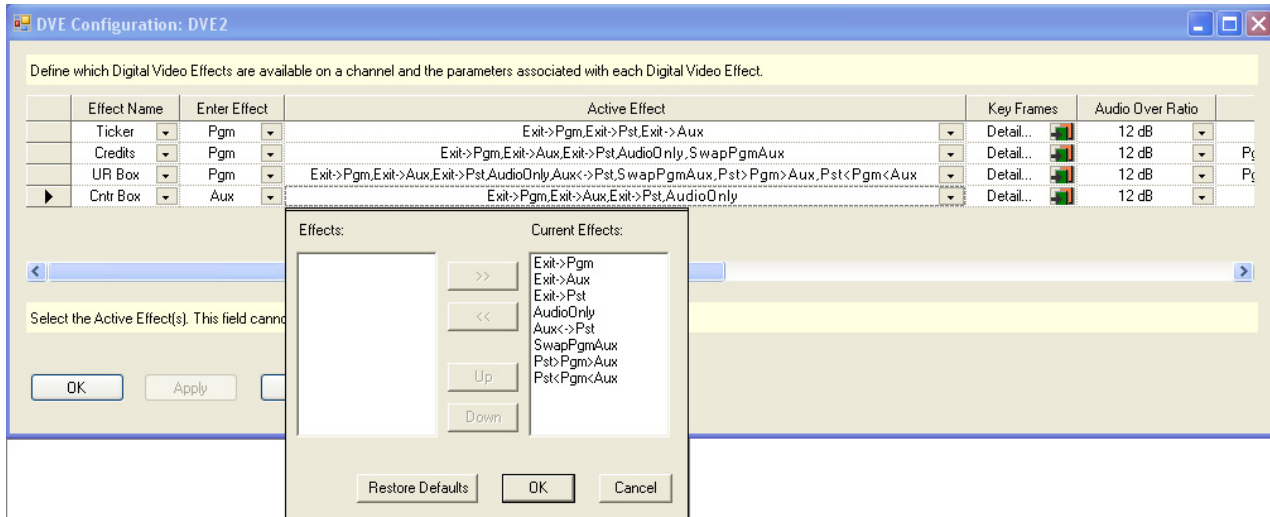 DVE Configuration: DVE2
Define which Digital Video Effects are available on a channel and the parameters associated with each Digital Video Effect.
Effect Name Enter Effect Active Effect Key Frames Audio Over Ratio
Ticker Pgm Exit->Pgm,Exit->Pst,Exit->Aux Detail... 12 dB
Credits Pgm Exit->Pgm,Exit->Aux,Exit->Pst,AudioOnly,SwapPgmAux Detail... 12 dB
UR Box Pgm Exit->Pgm,Exit->Aux,Exit->Pst,AudioOnly,Aux<->Pst,SwapPgmAux,Pst>Pgm>Aux,Pst<Pgm<Aux Detail... 12 dB
Cntr Box Aux Exit->Pgm,Exit->Aux,Exit->Pst,AudioOnly Detail... 12 dB
Effects: Current Effects:
>>
<<
Up
Down
Exit->Pgm
Exit->Aux
Exit->Pst
AudioOnly
Aux<->Pst
SwapPgmAux
Pst>Pgm>Aux
Pst<Pgm<Aux
Select the Active Effect(s). This field
OK Apply
Restore Defaults OK Cancel